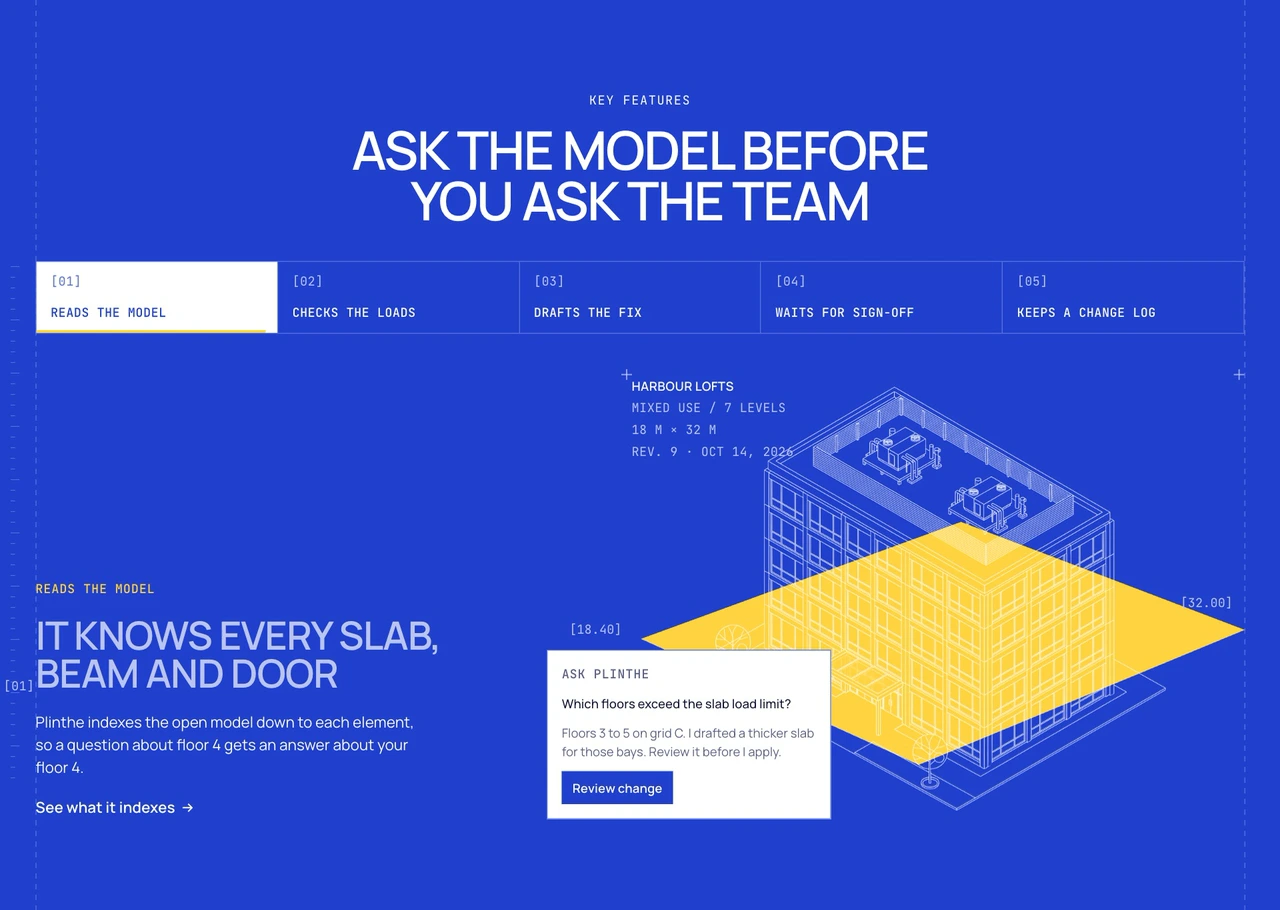 KEY FEATURES
ASK THE MODEL BEFORE
YOU ASK THE TEAM
[01]
READS THE MODEL
[02]
CHECKS THE LOADS
[03]
DRAFTS THE FIX
[04]
WAITS FOR SIGN-OFF
[05]
KEEPS A CHANGE LOG
HARBOUR LOFTS
MIXED USE / 7 LEVELS
18 M × 32 M
REV. 9 · OCT 14, 2026
READS THE MODEL
IT KNOWS EVERY SLAB,
BEAM AND DOOR
[01]
Plinthe indexes the open model down to each element,
so a question about floor 4 gets an answer about your
floor 4.
See what it indexes →
[18.40]
[32.00]
ASK PLINTHE
Which floors exceed the slab load limit?
Floors 3 to 5 on grid C. I drafted a thicker slab
for those bays. Review it before I apply.
Review change